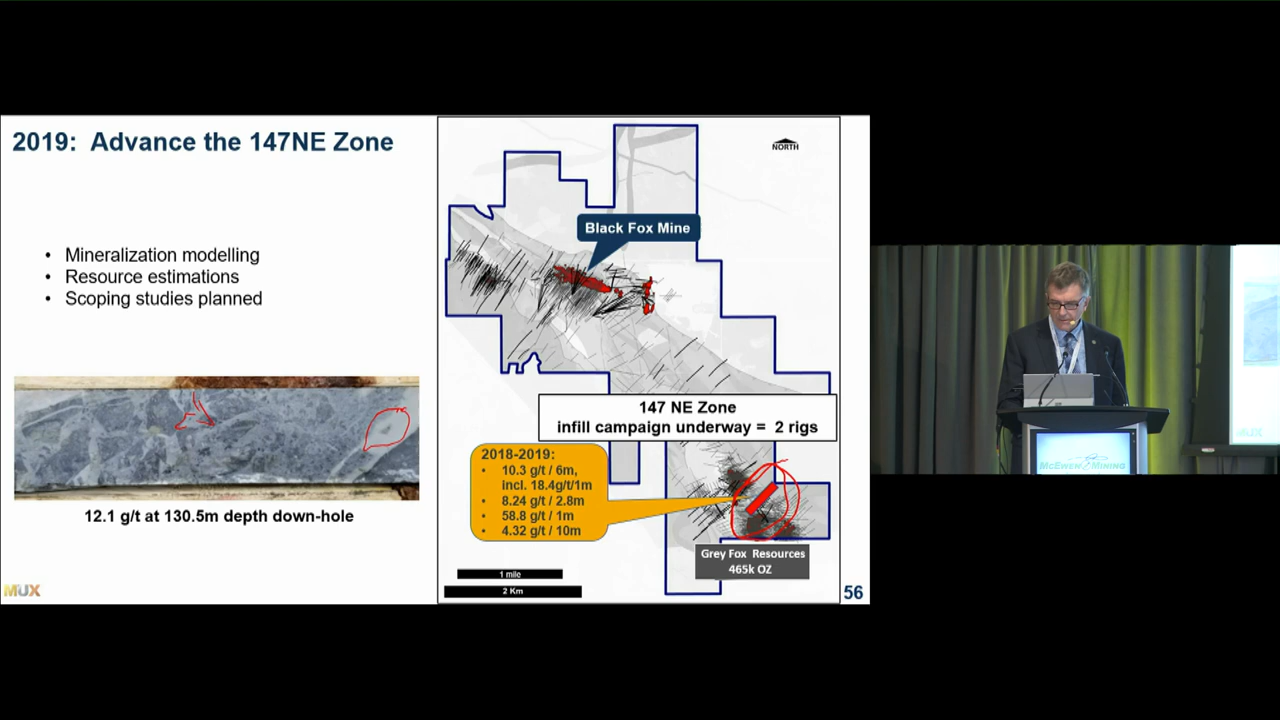 2019: Advance the 147NE Zone
• Mineralization modelling
• Resource estimations
• Scoping studies planned
12.1 g/t at 130.5m depth down-hole
MUX
NORTH
Black Fox Mine
147 NE Zone
infill campaign underway = 2 rigs
2018-2019:
• 10.3 g/t / 6m,
incl. 18.4g/t/1m
• 8.24 g/t / 2.8m
• 58.8 g/t / 1m
• 4.32 g/t / 10m
Grey Fox Resources
465k OZ
1 mile
2 Km
56
McEwen Mining
MUX